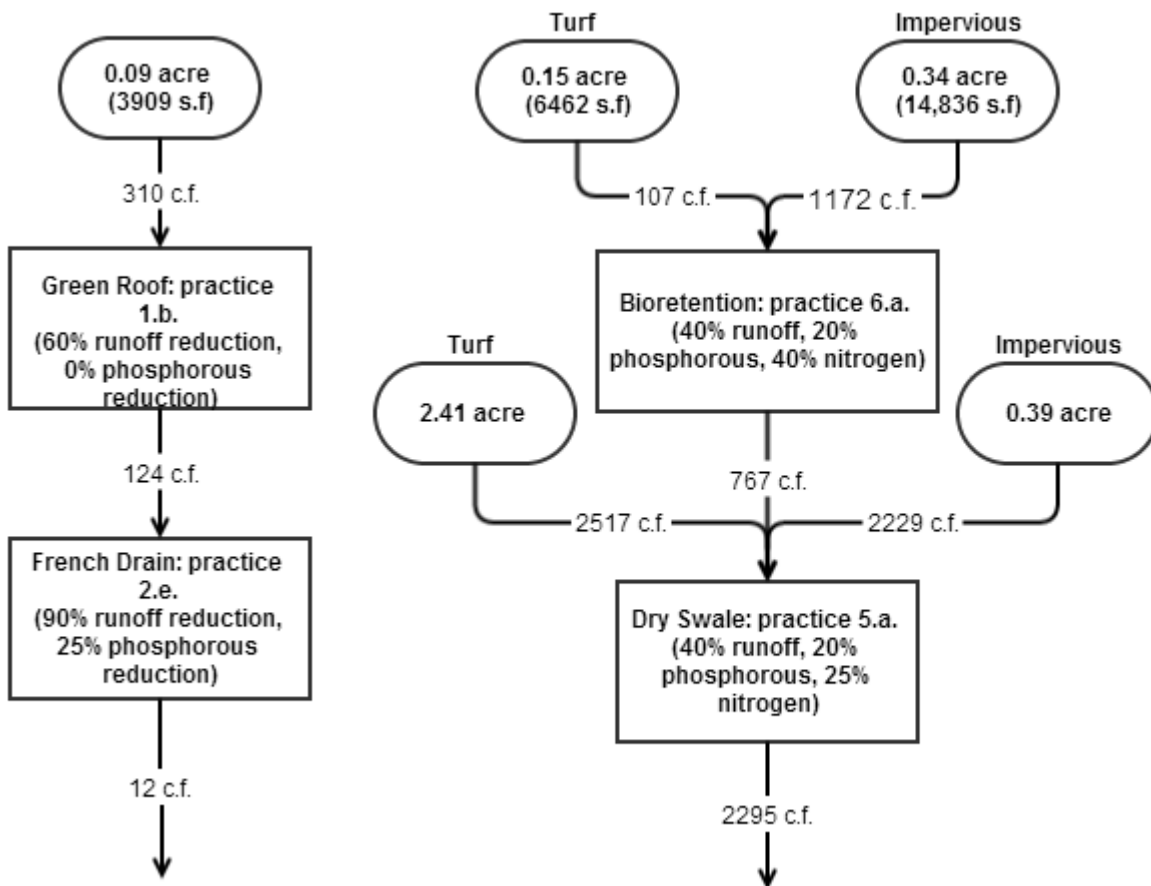 0.09 acre
(3909 s.f)
310 c.f.
Green Roof: practice
1.b.
(60% runoff reduction,
0% phosphorous
reduction)
124 c.f.
French Drain: practice
2.e.
(90% runoff reduction,
25% phosphorous
reduction)
12 c.f.
Turf
0.15 acre
(6462 s.f)
Impervious
0.34 acre
(14,836 s.f)
107 c.f.
1172 c.f.
Bioretention: practice 6.a.
(40% runoff, 20%
phosphorous, 40% nitrogen)
Turf
2.41 acre
Impervious
0.39 acre
767 c.f.
2517 c.f.
2229 c.f.
Dry Swale: practice 5.a.
(40% runoff, 20%
phosphorous, 25%
nitrogen)
2295 c.f.